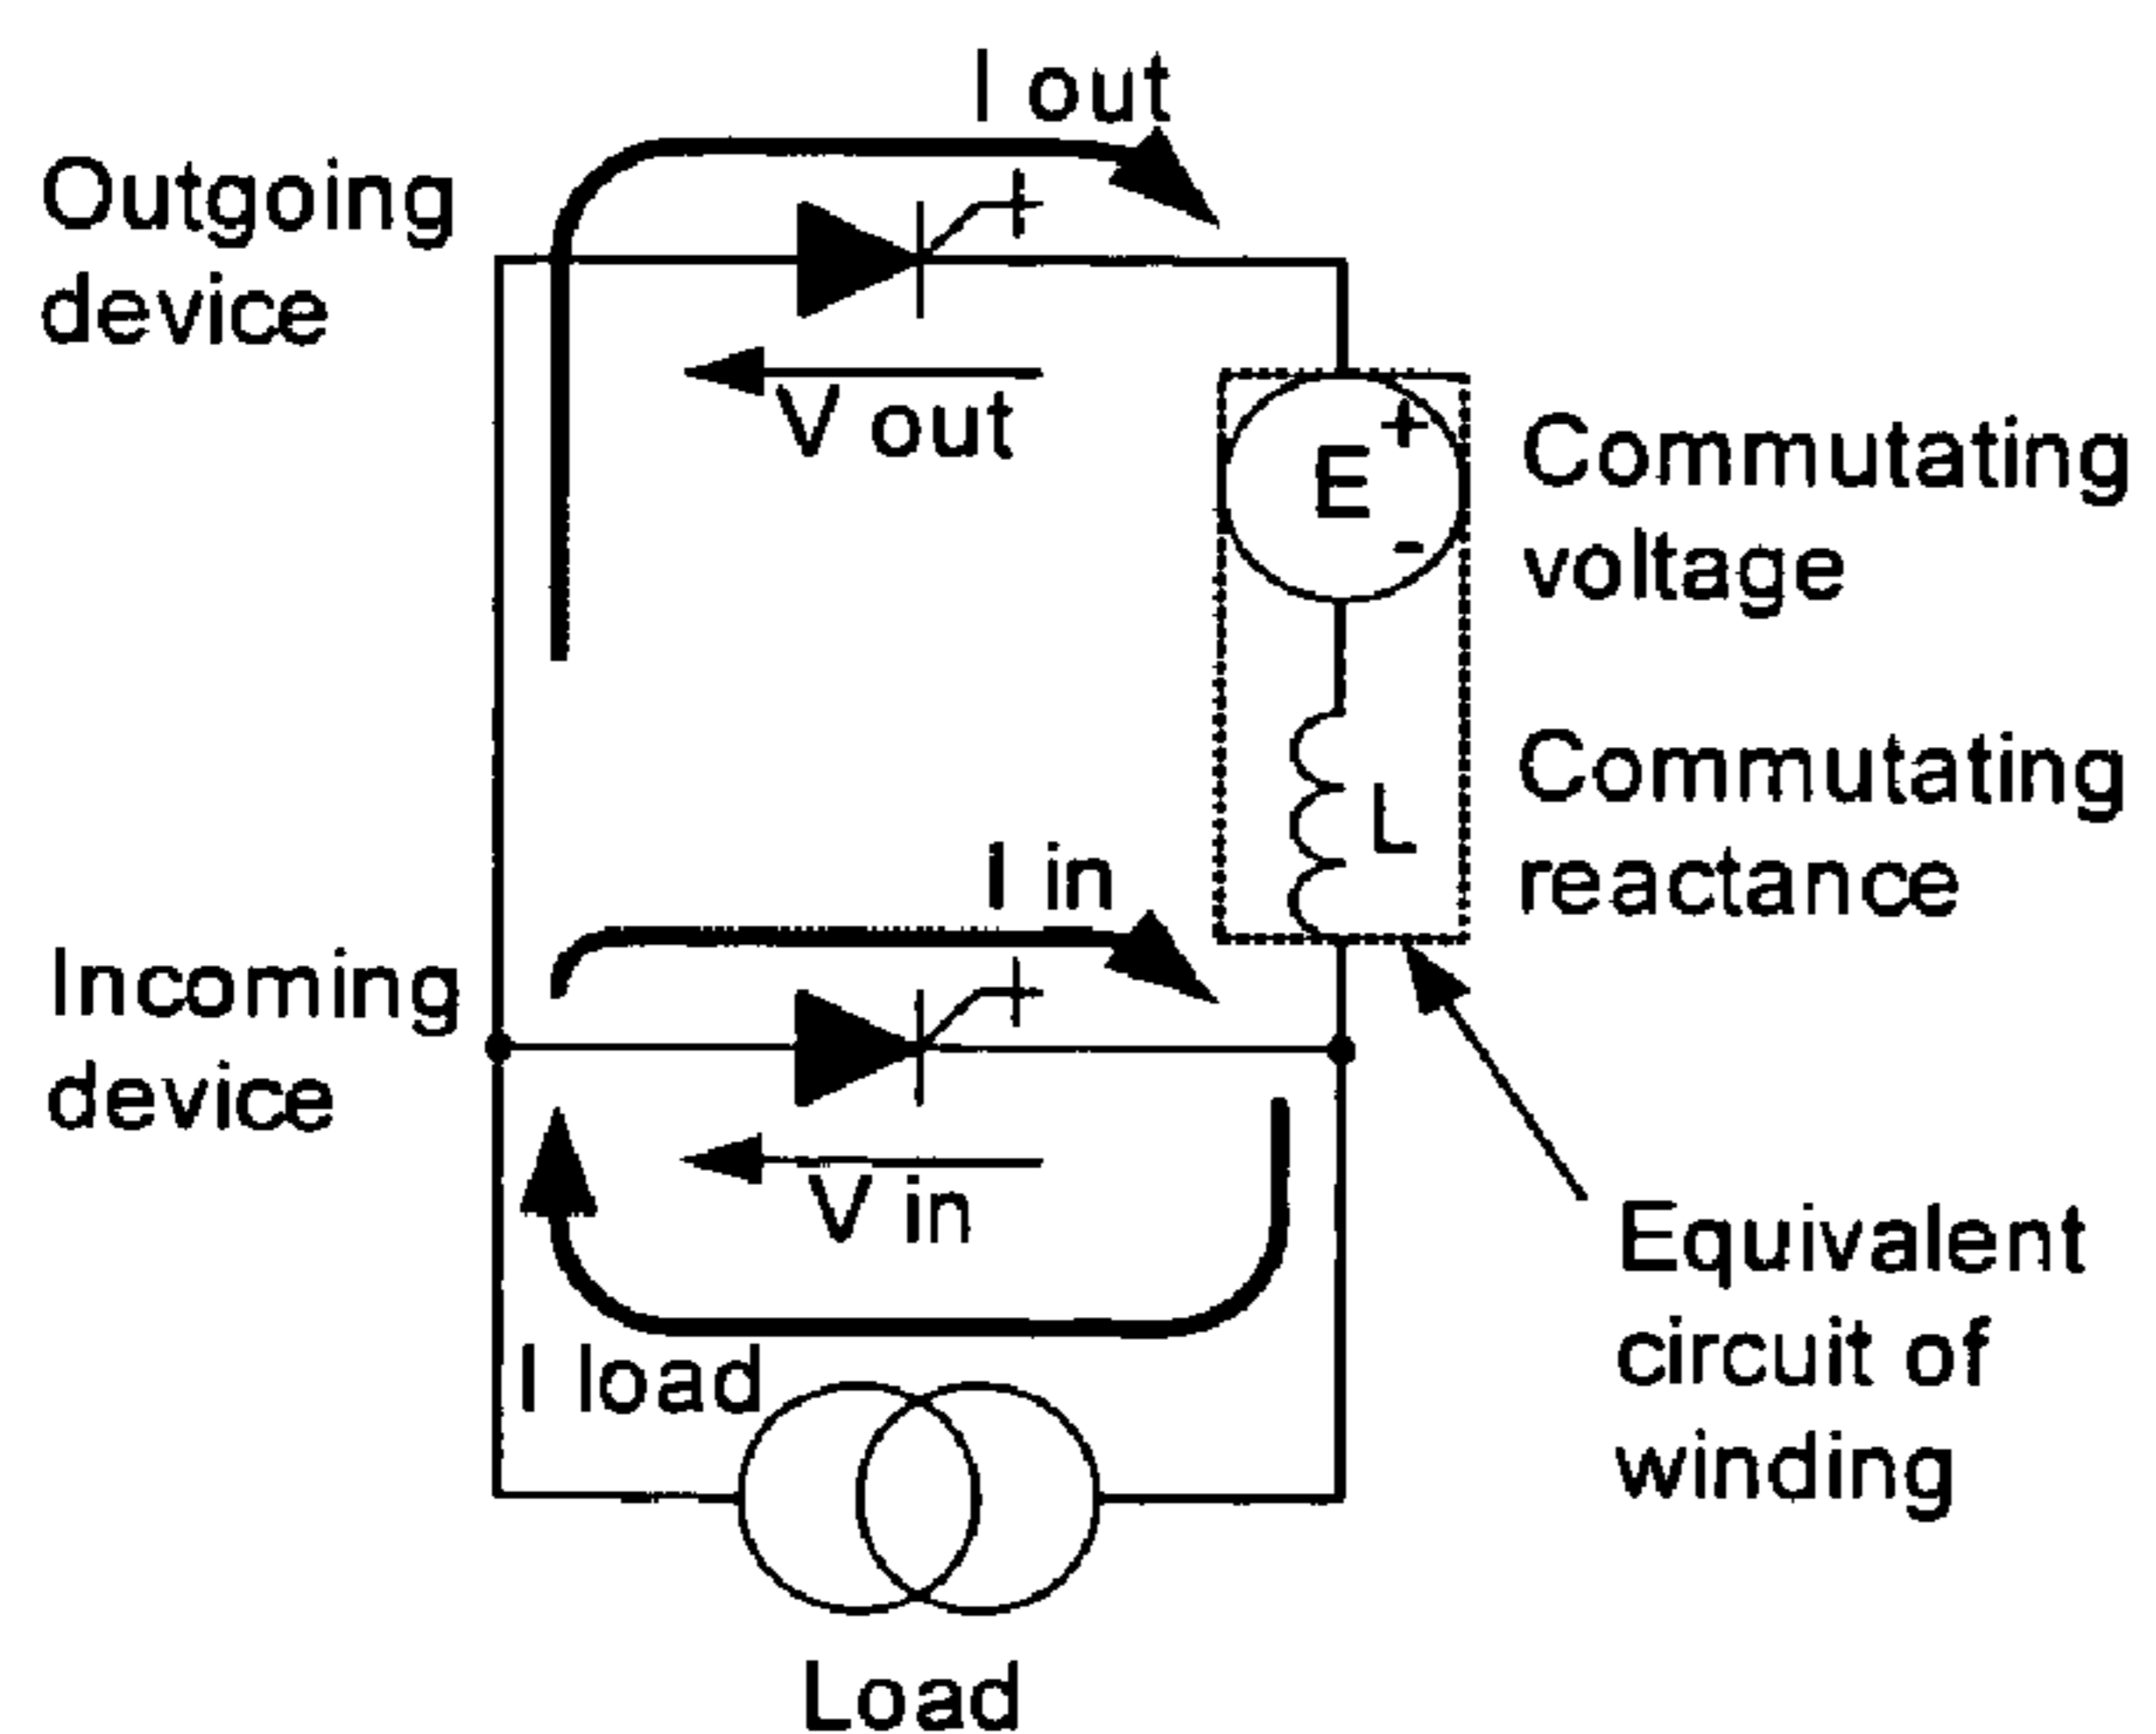 I out
Outgoing
device
V out
E
+
-
Commutating
voltage
Commutating
reactance
L
I in
Incoming
device
V in
Equivalent
circuit of
winding
I load
Load